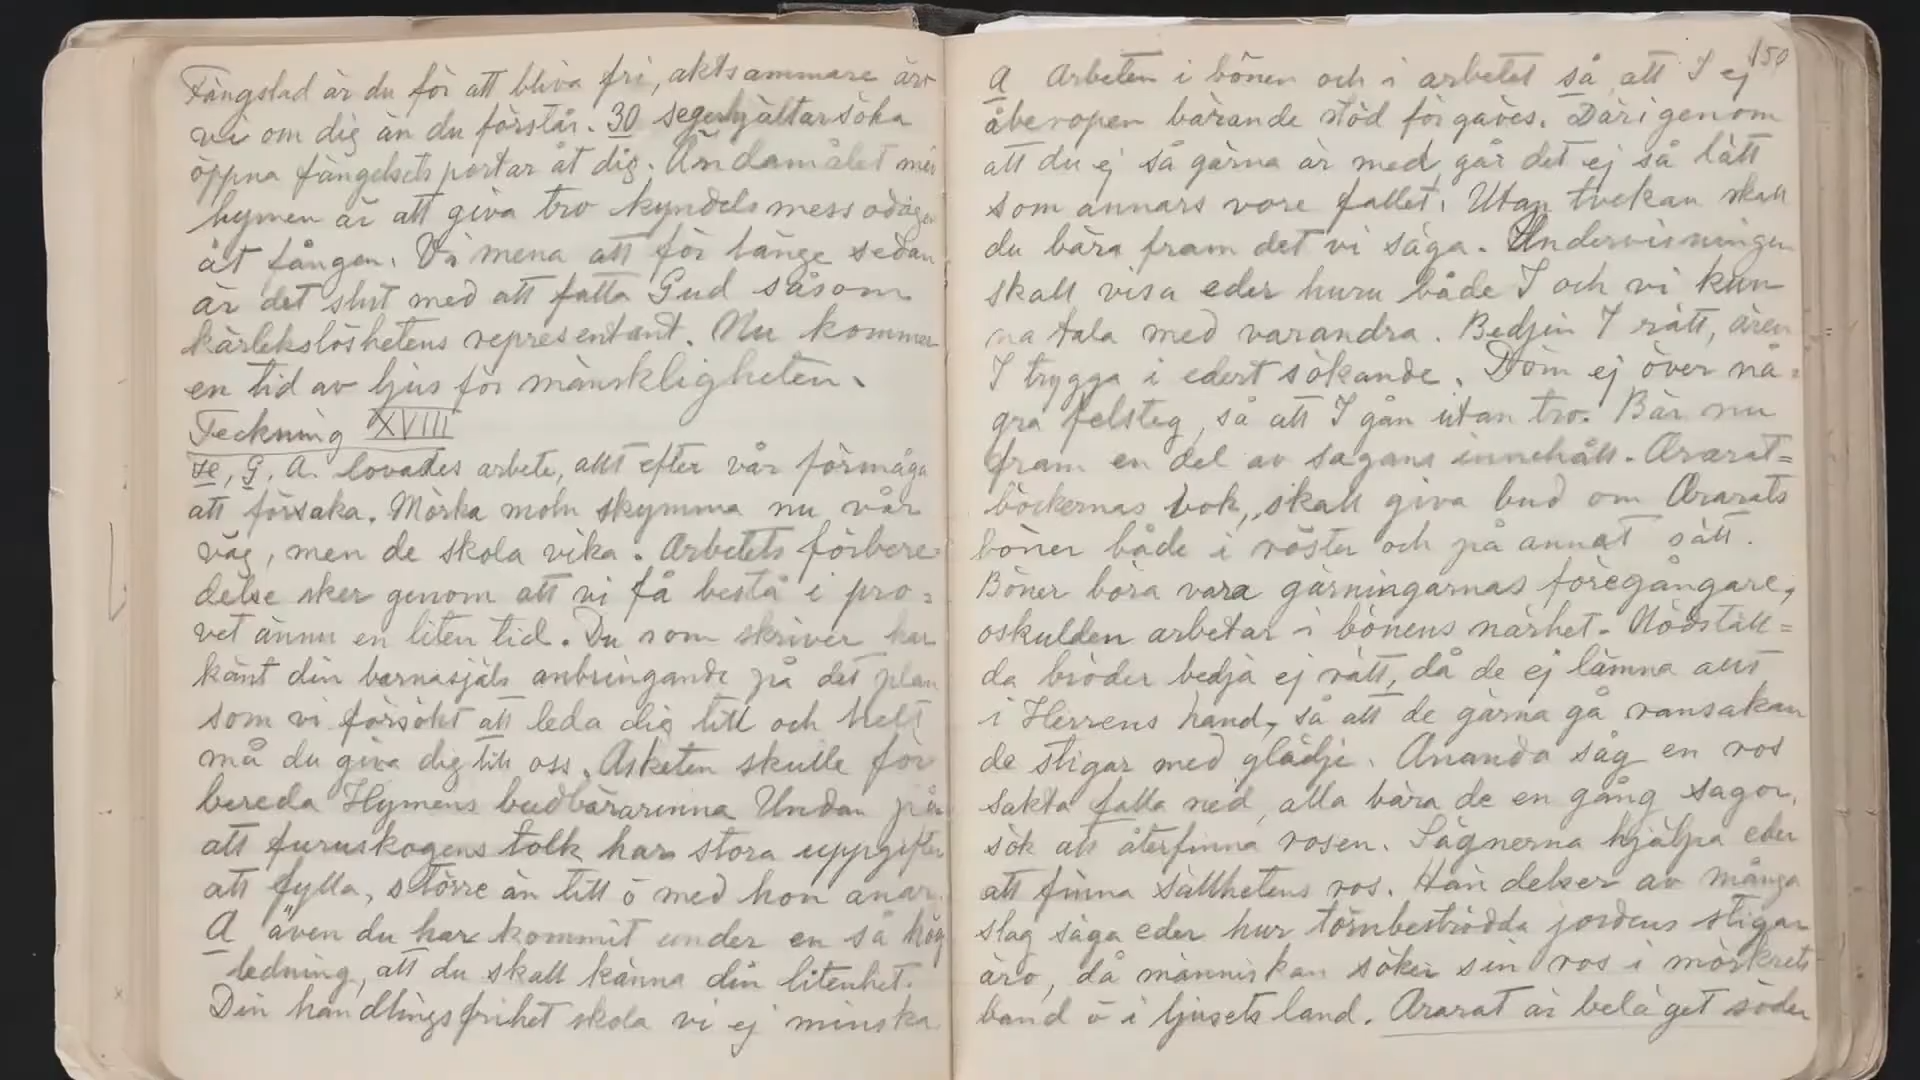 Fängslad är du för att bliva fri, aktsammare äro
vi om dig än du förstår. 30 segerhjältar söka
öppna fängelsets portar åt dig. Ändamålet med
hymen är att giva tro kyndelsmessodagen
åt fången. Vi mena att för länge sedan
är det slut med att fatta Gud såsom
kärlekslöshetens representant. Nu kommer
en tid av ljus för mänskligheten.
Teckning XVIII
se, G, A. lovades arbete, allt efter vår förmåga
att försaka. Mörka moln skymma nu vår
väg, men de skola vika. Arbetets förbere-
delse sker genom att vi få bestå i pro=
vet ännu en liten tid. Du som skriver har
känt din barnasjäls anbringande på det plan
som vi försökt att leda dig till och helt
må du giva dig till oss. Asketen skulle för
bereda Hymens budbärarinna Undan på
att furuskogens tolk har stora uppgifter
att fylla, större än till o med hon anar.
A även du har kommit under en så hög
ledning, att du skall känna din litenhet.
Din handlingsfrihet skola vi ej minska
150
A Arbeten i bönen och i arbetet så att I ej
åberopen bärande stöd förgäves. Därigenom
att du ej så gärna är med, går det ej så lätt
som annars vore fallet. Utan tvekan skall
du bära fram det vi säga. Undervisningen
skall visa eder huru både I och vi kun
na tala med varandra. Bedjen I rätt, ären
I trygga i edert sökande. Döm ej över nå=
gra felsteg, så att I gån utan tro. Bär nu
fram en del av sagans innehåll. Ararat=
böckernas bok, skall giva bud om Ararats
böner både i röster och på annat sätt.
Böner böra vara gärningarnas föregångare,
oskulden arbetar i bönens närhet. Nödställ=
da bröder bedja ej rätt, då de ej lämna allt
i Herrens hand, så att de gärna gå ransakan
de stigar med glädje. Ananda såg en ros
sakta falla ned, alla bära de en gång sagor,
sök att återfinna rosen. Sägnerna hjälpa eder
att finna sällhetens ros. Händelser av många
slag säga eder hur törnbeströdda jordens stigar
äro, då människan söker sin ros i mörkrets
band o i ljusets land. Ararat är beläget söder